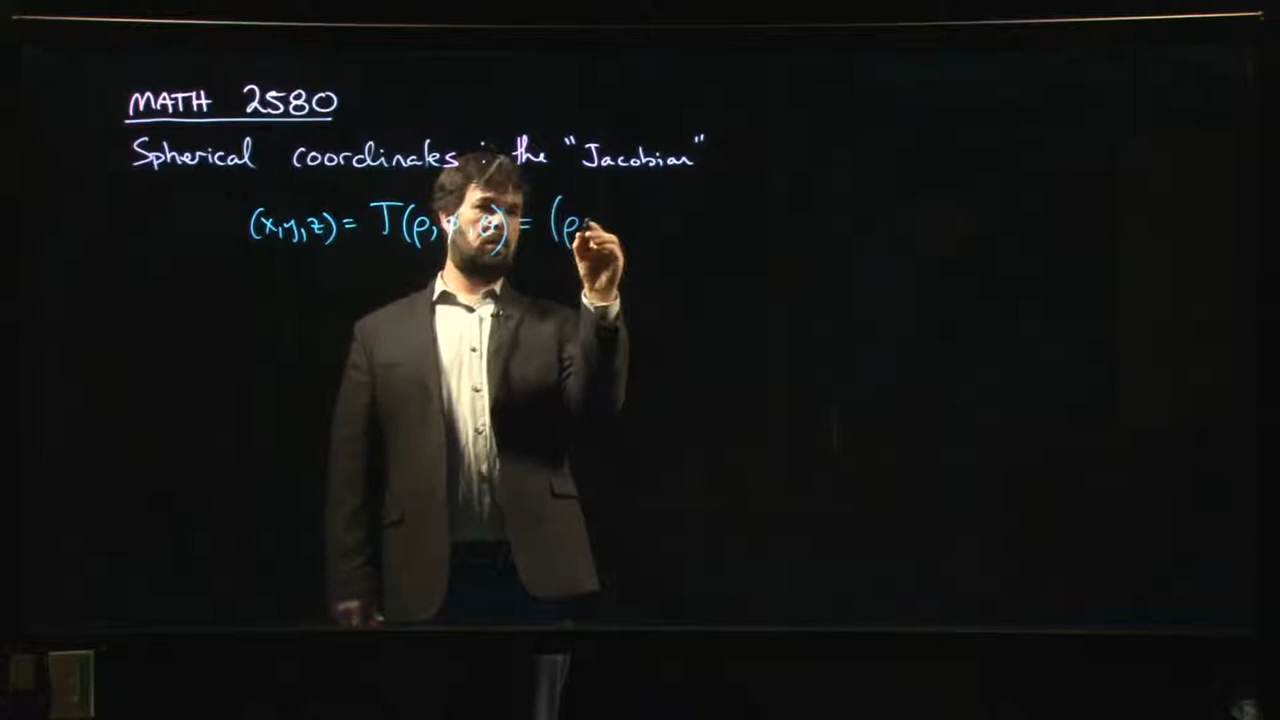 MATH 2580
Spherical coordinates : the "Jacobian"
(x,y,z) = T(ρ, φ, θ) = (ρ